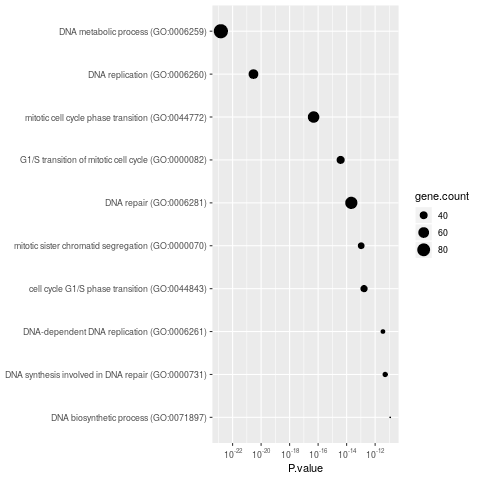 DNA metabolic process (GO:0006259)
DNA replication (GO:0006260)
mitotic cell cycle phase transition (GO:0044772)
G1/S transition of mitotic cell cycle (GO:0000082)
DNA repair (GO:0006281)
mitotic sister chromatid segregation (GO:0000070)
cell cycle G1/S phase transition (GO:0044843)
DNA-dependent DNA replication (GO:0006261)
DNA synthesis involved in DNA repair (GO:0000731)
DNA biosynthetic process (GO:0071897)
10⁻²² 10⁻²⁰ 10⁻¹⁸ 10⁻¹⁶ 10⁻¹⁴ 10⁻¹²
P.value
gene.count
40
60
80